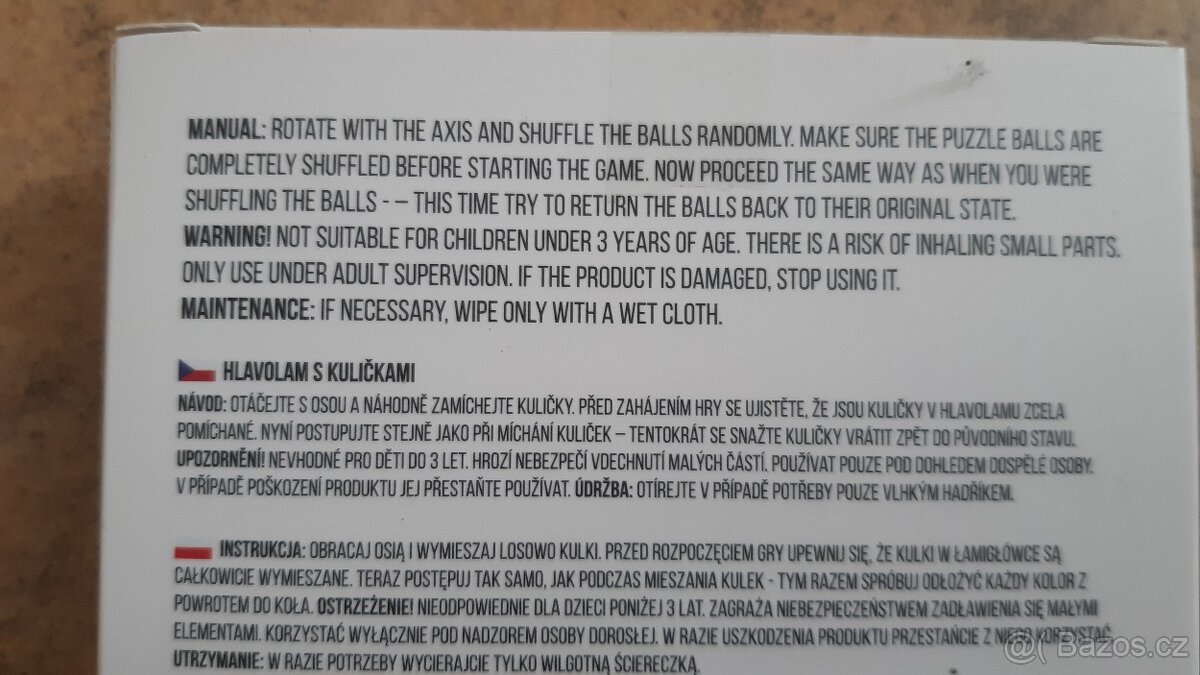 MANUAL: ROTATE WITH THE AXIS AND SHUFFLE THE BALLS RANDOMLY. MAKE SURE THE PUZZLE BALLS ARE
COMPLETELY SHUFFLED BEFORE STARTING THE GAME. NOW PROCEED THE SAME WAY AS WHEN YOU WERE
SHUFFLING THE BALLS - – THIS TIME TRY TO RETURN THE BALLS BACK TO THEIR ORIGINAL STATE.
WARNING! NOT SUITABLE FOR CHILDREN UNDER 3 YEARS OF AGE. THERE IS A RISK OF INHALING SMALL PARTS.
ONLY USE UNDER ADULT SUPERVISION. IF THE PRODUCT IS DAMAGED, STOP USING IT.
MAINTENANCE: IF NECESSARY, WIPE ONLY WITH A WET CLOTH.
HLAVOLAM S KULIČKAMI
NÁVOD: OTÁČEJTE S OSOU A NÁHODNĚ ZAMÍCHEJTE KULIČKY. PŘED ZAHÁJENÍM HRY SE UJISTĚTE, ŽE JSOU KULIČKY V HLAVOLAMU ZCELA
POMÍCHANÉ. NYNÍ POSTUPUJTE STEJNĚ JAKO PŘI MÍCHÁNÍ KULIČEK – TENTOKRÁT SE SNAŽTE KULIČKY VRÁTIT ZPĚT DO PŮVODNÍHO STAVU.
UPOZORNĚNÍ! NEVHODNÉ PRO DĚTI DO 3 LET. HROZÍ NEBEZPEČÍ VDECHNUTÍ MALÝCH ČÁSTÍ. POUŽÍVAT POUZE POD DOHLEDEM DOSPĚLÉ OSOBY.
V PŘÍPADĚ POŠKOZENÍ PRODUKTU JEJ PŘESTAŇTE POUŽÍVAT. ÚDRŽBA: OTÍREJTE V PŘÍPADĚ POTŘEBY POUZE VLHKÝM HADŘÍKEM.
INSTRUKCJA: OBRACAJ OSIĄ I WYMIESZAJ LOSOWO KULKI. PRZED ROZPOCZĘCIEM GRY UPEWNIJ SIĘ, ŻE KULKI W ŁAMIGŁÓWCE SĄ
CAŁKOWICIE WYMIESZANE. TERAZ POSTĘPUJ TAK SAMO, JAK PODCZAS MIESZANIA KULEK - TYM RAZEM SPRÓBUJ ODŁOŻYĆ KAŻDY KOLOR Z
POWROTEM DO KOŁA. OSTRZEŻENIE! NIEODPOWIEDNIE DLA DZIECI PONIŻEJ 3 LAT. ZAGRAŻA NIEBEZPIECZEŃSTWEM ZADŁAWIENIA SIĘ MAŁYMI
ELEMENTAMI. KORZYSTAĆ WYŁĄCZNIE POD NADZOREM OSOBY DOROSŁEJ. W RAZIE USZKODZENIA PRODUKTU PRZESTAŃCIE Z NIEGO KORZYSTAĆ.
UTRZYMANIE: W RAZIE POTRZEBY WYCIERAJCIE TYLKO WILGOTNĄ ŚCIERECZKĄ.
@ Bazos.cz